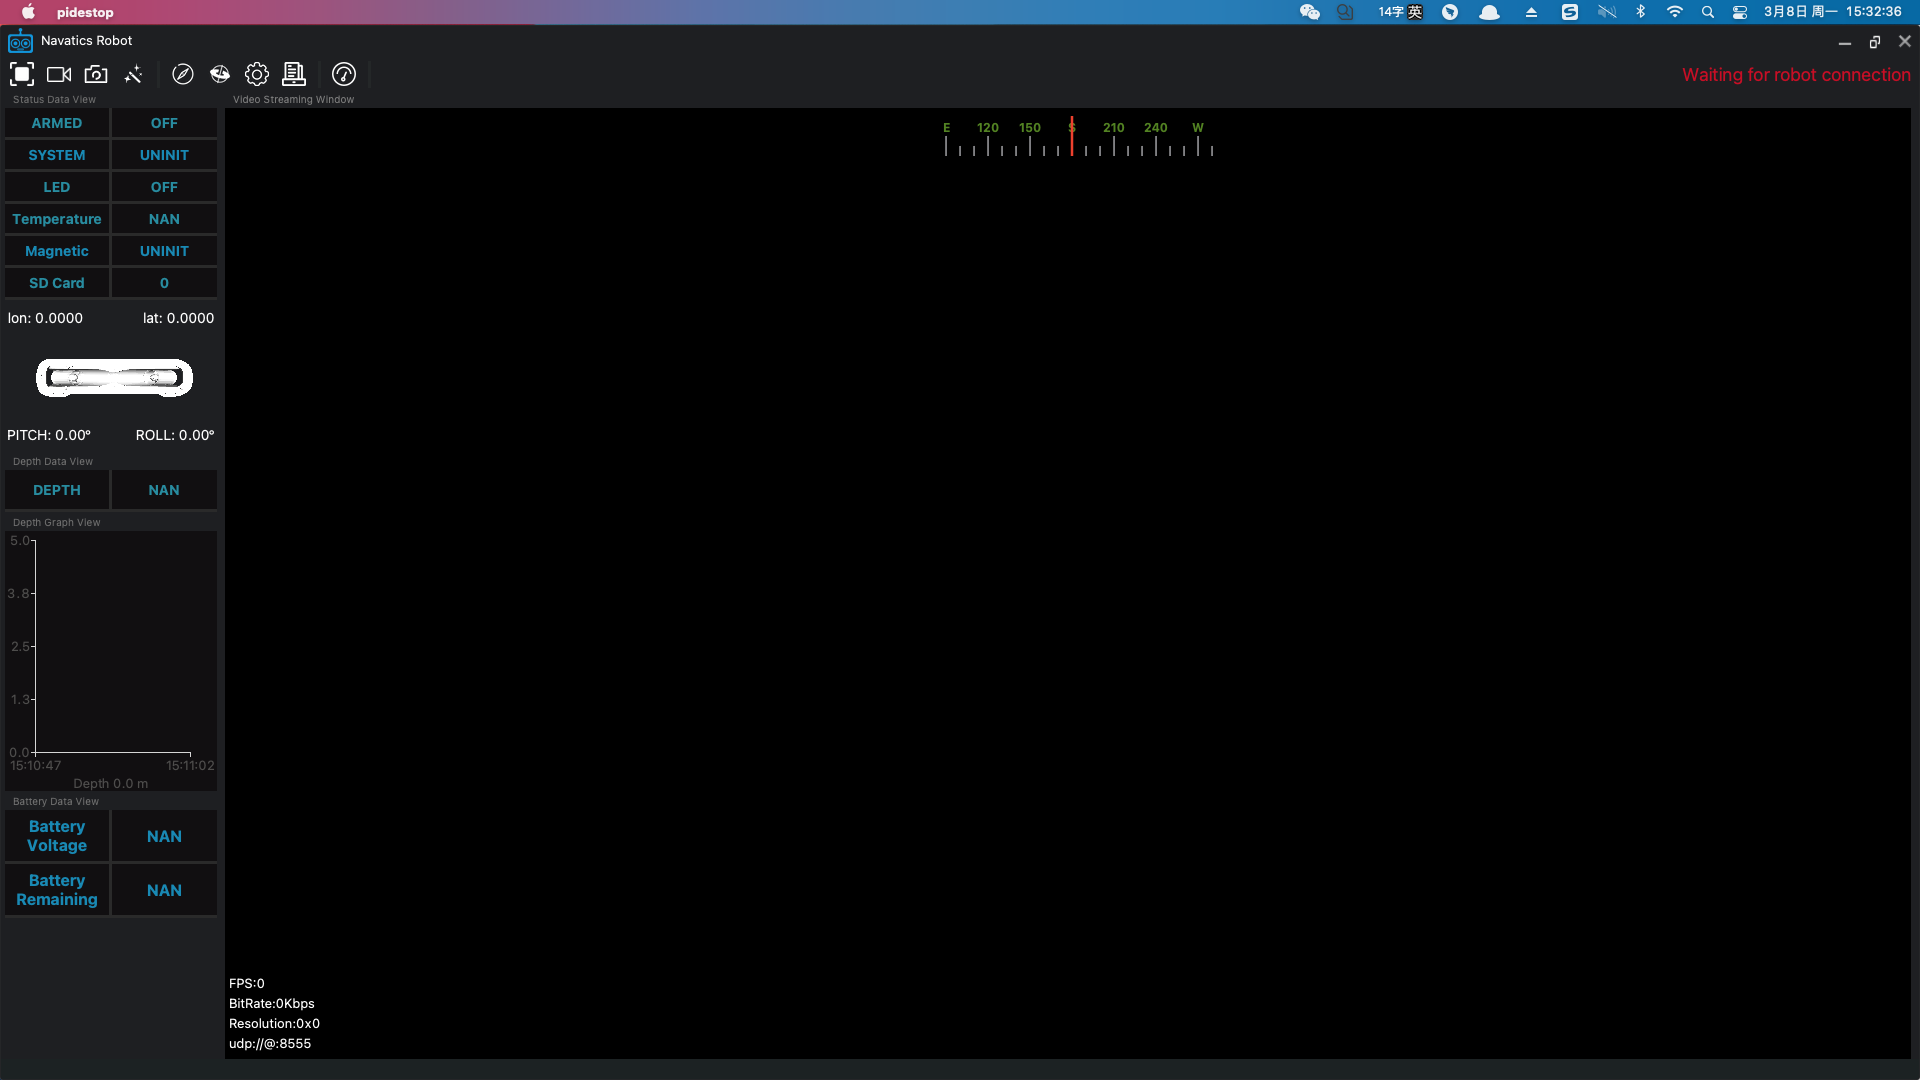 pidestop
14字 英
3月8日 周一 15:32:36
Navatics Robot
Waiting for robot connection
Status Data View
Video Streaming Window
ARMED OFF
SYSTEM UNINIT
LED OFF
Temperature NAN
Magnetic UNINIT
SD Card 0
lon: 0.0000 lat: 0.0000
PITCH: 0.00° ROLL: 0.00°
Depth Data View
DEPTH NAN
Depth Graph View
5.0
3.8
2.5
1.3
0.0
15:10:47 15:11:02
Depth 0.0 m
Battery Data View
Battery
Voltage
NAN
Battery
Remaining
NAN
E 120 150 S 210 240 W
FPS:0
BitRate:0Kbps
Resolution:0x0
udp://@:8555